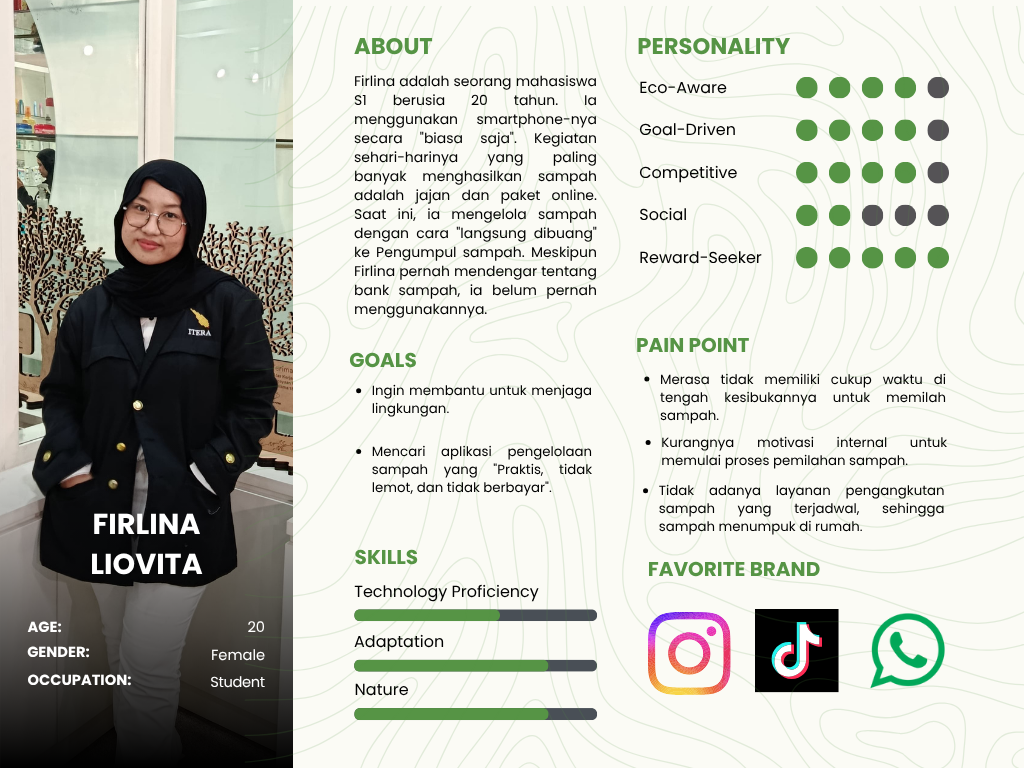 FIRLINA
LIOVITA
AGE: 20
GENDER: Female
OCCUPATION: Student
ITERA
ABOUT
Firlina adalah seorang mahasiswa
S1 berusia 20 tahun. Ia
menggunakan smartphone-nya
secara "biasa saja". Kegiatan
sehari-harinya yang paling
banyak menghasilkan sampah
adalah jajan dan paket online.
Saat ini, ia mengelola sampah
dengan cara "langsung dibuang"
ke Pengumpul sampah. Meskipun
Firlina pernah mendengar tentang
bank sampah, ia belum pernah
menggunakannya.
GOALS
• Ingin membantu untuk menjaga
lingkungan.
• Mencari aplikasi pengelolaan
sampah yang "Praktis, tidak
lemot, dan tidak berbayar".
SKILLS
Technology Proficiency
Adaptation
Nature
PERSONALITY
Eco-Aware
Goal-Driven
Competitive
Social
Reward-Seeker
PAIN POINT
• Merasa tidak memiliki cukup waktu di
tengah kesibukannya untuk memilah
sampah.
• Kurangnya motivasi internal untuk
memulai proses pemilahan sampah.
• Tidak adanya layanan pengangkutan
sampah yang terjadwal, sehingga
sampah menumpuk di rumah.
FAVORITE BRAND